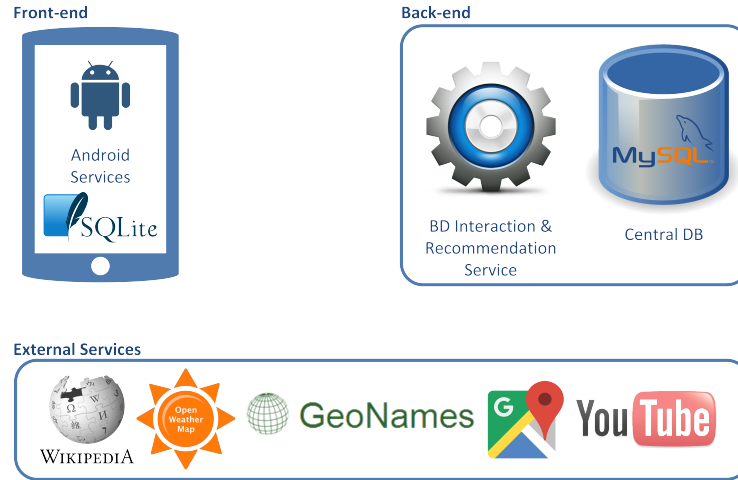 Front-end
Android
Services
SQLite
Back-end
BD Interaction &
Recommendation
Service
MySQL
Central DB
External Services
Ω W И
WIKIPEDIA
Open
Weather
Map
GeoNames
G
YouTube